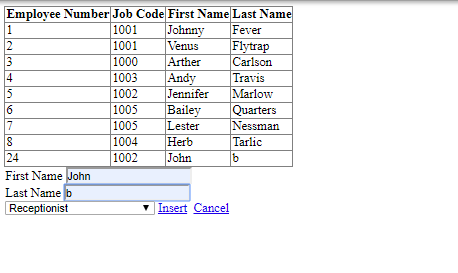 Employee Number Job Code First Name Last Name
1 1001 Johnny Fever
2 1001 Venus Flytrap
3 1000 Arther Carlson
4 1003 Andy Travis
5 1002 Jennifer Marlow
6 1005 Bailey Quarters
7 1005 Lester Nessman
8 1004 Herb Tarlic
24 1002 John b
First Name John
Last Name b
Receptionist Insert Cancel